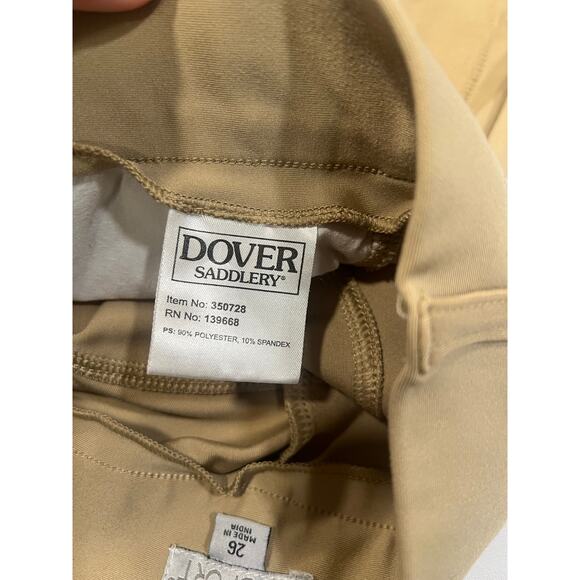 DOVER
SADDLERY®
Item No: 350728
RN No: 139668
PS: 90% POLYESTER, 10% SPANDEX
26
MADE IN
INDIA